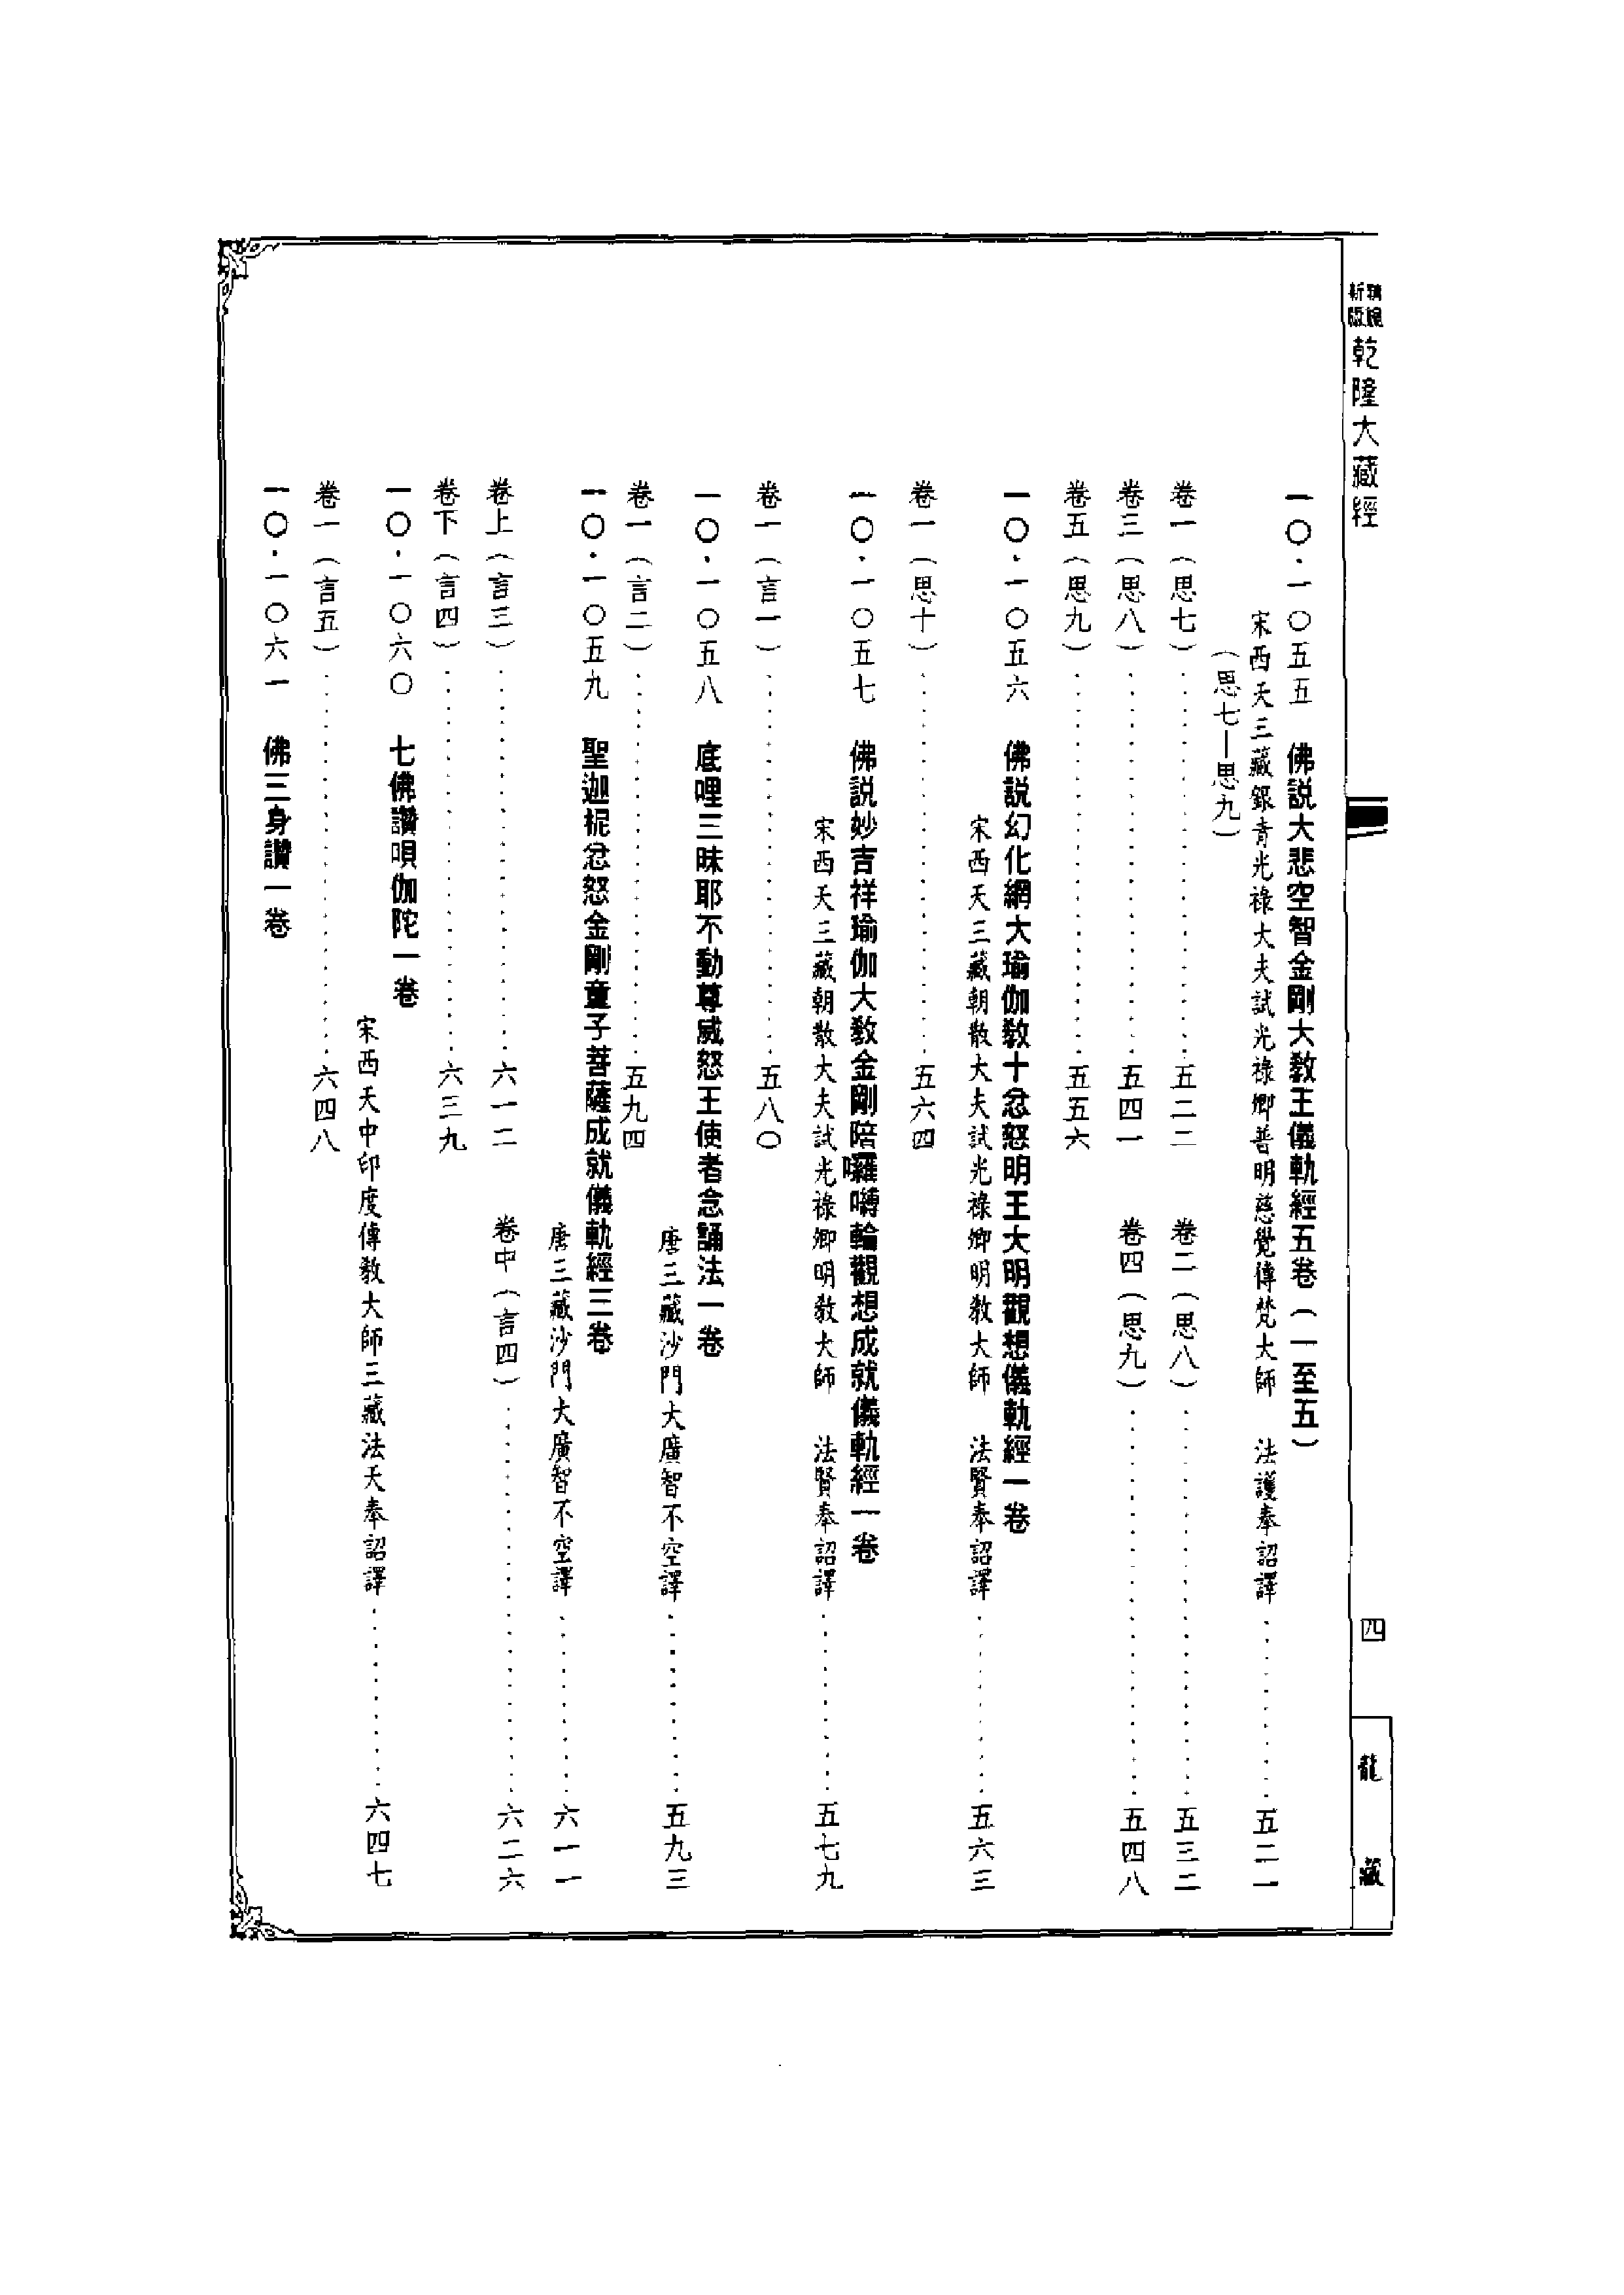 新版
乾隆大藏經
四
龍藏
一〇·一〇五五 佛説大悲空智金剛大教王儀軌經五卷（一至五）
宋西天三藏銀青光祿大夫試光祿卿普明慈覺傳梵大師 法護奉詔譯………五二一
（思七—思九）
卷一（思七）………五二二 卷二（思八）………五三二
卷三（思八）………五四一 卷四（思九）………五四八
卷五（思九）………五五六
一〇·一〇五六 佛説幻化網大瑜伽教十忿怒明王大明觀想儀軌經一卷
宋西天三藏朝散大夫試光祿卿明教大師 法賢奉詔譯………五六三
卷一（思十）………五六四
一〇·一〇五七 佛説妙吉祥瑜伽大教金剛陪囉嚩輪觀想成就儀軌經一卷
宋西天三藏朝散大夫試光祿卿明教大師 法賢奉詔譯………五七九
卷一（言一）………五八〇
一〇·一〇五八 底哩三昧耶不動尊威怒王使者念誦法一卷
唐三藏沙門大廣智不空譯………五九三
卷一（言二）………五九四
一〇·一〇五九 聖迦抳忿怒金剛童子菩薩成就儀軌經三卷
唐三藏沙門大廣智不空譯………六一一
卷上（言三）………六一二 卷中（言四）………六二六
卷下（言四）………六三九
一〇·一〇六〇 七佛讚唄伽陀一卷
宋西天中印度傳教大師三藏法天奉詔譯………六四七
卷一（言五）………六四八
一〇·一〇六一 佛三身讚一卷